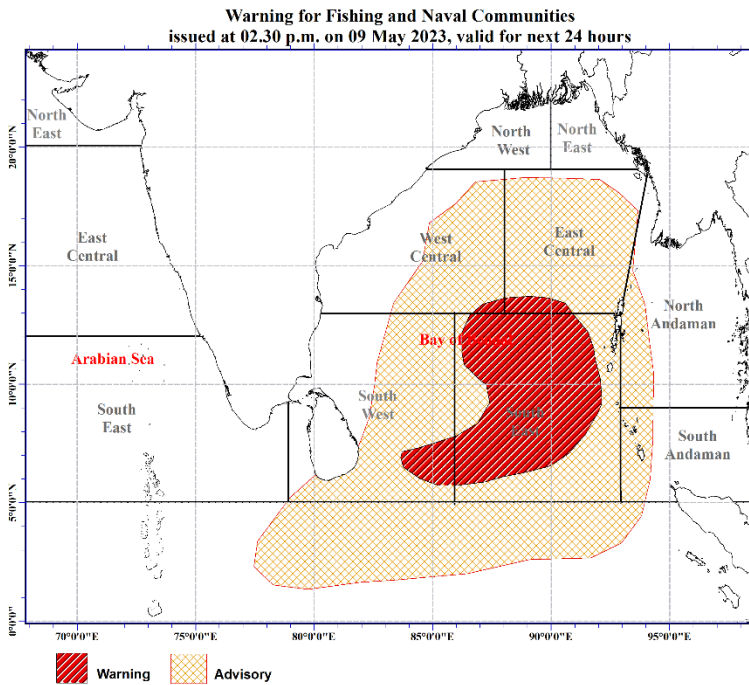 Warning for Fishing and Naval Communities
issued at 02.30 p.m. on 09 May 2023, valid for next 24 hours
North
East
North
West
North
East
20°0'0"N
East
Central
West
Central
East
Central
15°0'0"N
North
Andaman
Arabian Sea
Bay of Bengal
10°0'0"N
South
East
South
West
South
East
South
Andaman
5°0'0"N
0°0'0"
70°0'0"E
75°0'0"E
80°0'0"E
85°0'0"E
90°0'0"E
95°0'0"E
Warning
Advisory